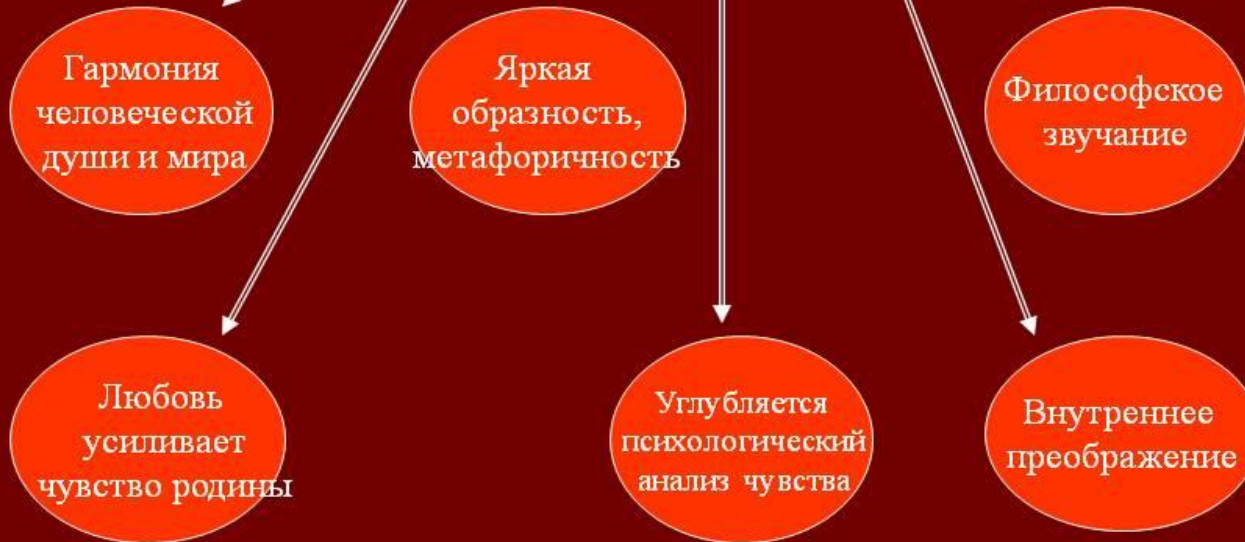 Гармония
человеческой
души и мира
Яркая
образность,
метафоричность
Философское
звучание
Любовь
усиливает
чувство родины
Углубляется
психологический
анализ чувства
Внутреннее
преображение